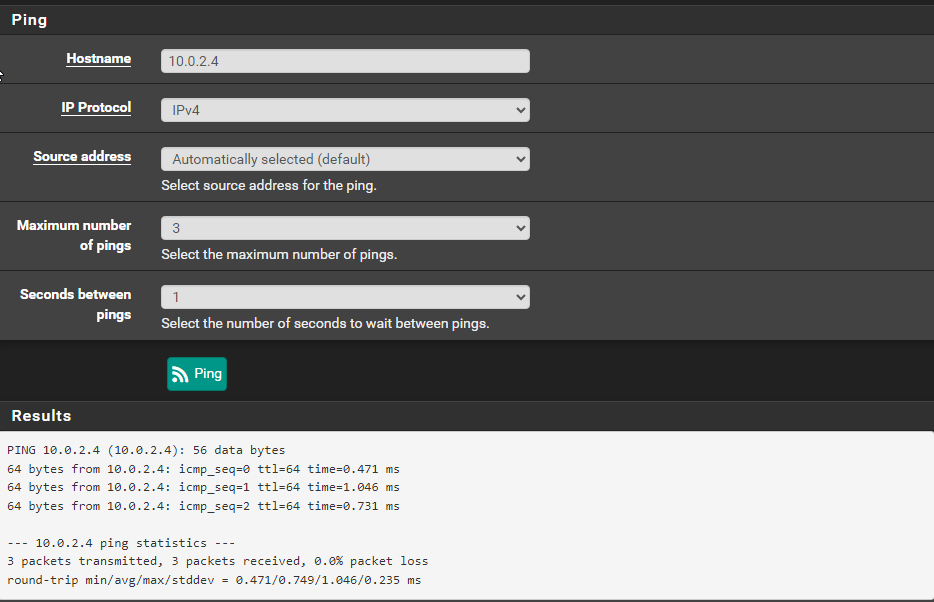 Ping
Hostname
10.0.2.4
IP Protocol
IPv4
Source address
Automatically selected (default)
Select source address for the ping.
Maximum number
of pings
3
Select the maximum number of pings.
Seconds between
pings
1
Select the number of seconds to wait between pings.
Ping
Results
PING 10.0.2.4 (10.0.2.4): 56 data bytes
64 bytes from 10.0.2.4: icmp_seq=0 ttl=64 time=0.471 ms
64 bytes from 10.0.2.4: icmp_seq=1 ttl=64 time=1.046 ms
64 bytes from 10.0.2.4: icmp_seq=2 ttl=64 time=0.731 ms
--- 10.0.2.4 ping statistics ---
3 packets transmitted, 3 packets received, 0.0% packet loss
round-trip min/avg/max/stddev = 0.471/0.749/1.046/0.235 ms